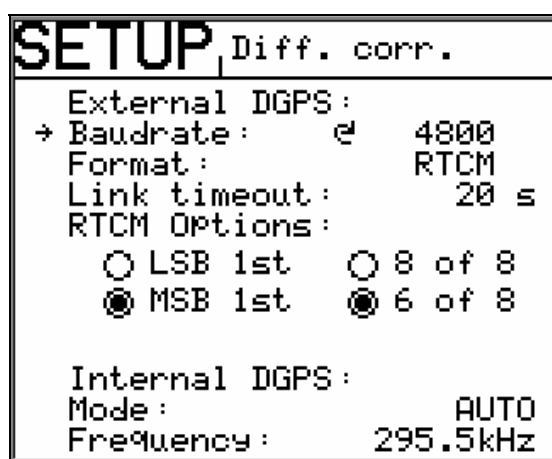 SETUP Diff. corr.
External DGPS:
→ Baudrate: 4800
Format: RTCM
Link timeout: 20 s
RTCM Options:
LSB 1st 8 of 8
MSB 1st 6 of 8
Internal DGPS:
Mode: AUTO
Frequency: 295.5kHz